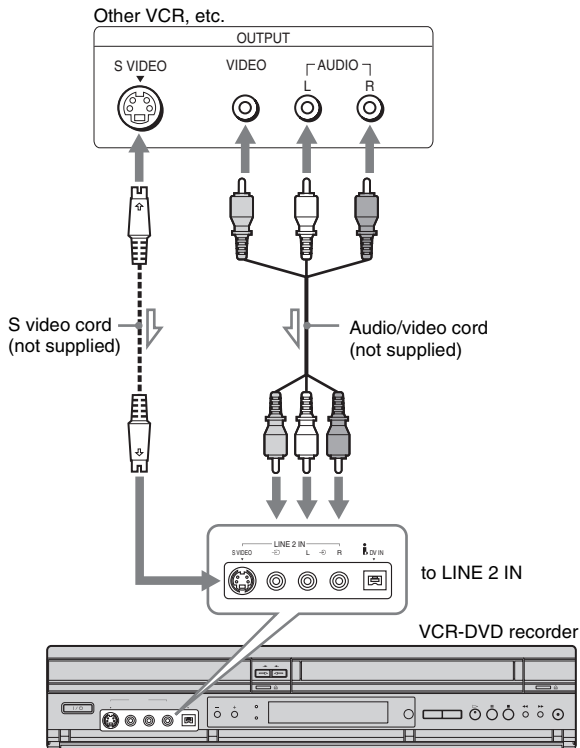 Other VCR, etc.
OUTPUT
S VIDEO VIDEO AUDIO
L R
S video cord
(not supplied)
Audio/video cord
(not supplied)
LINE 2 IN
S VIDEO L R DV IN
to LINE 2 IN
VCR-DVD recorder